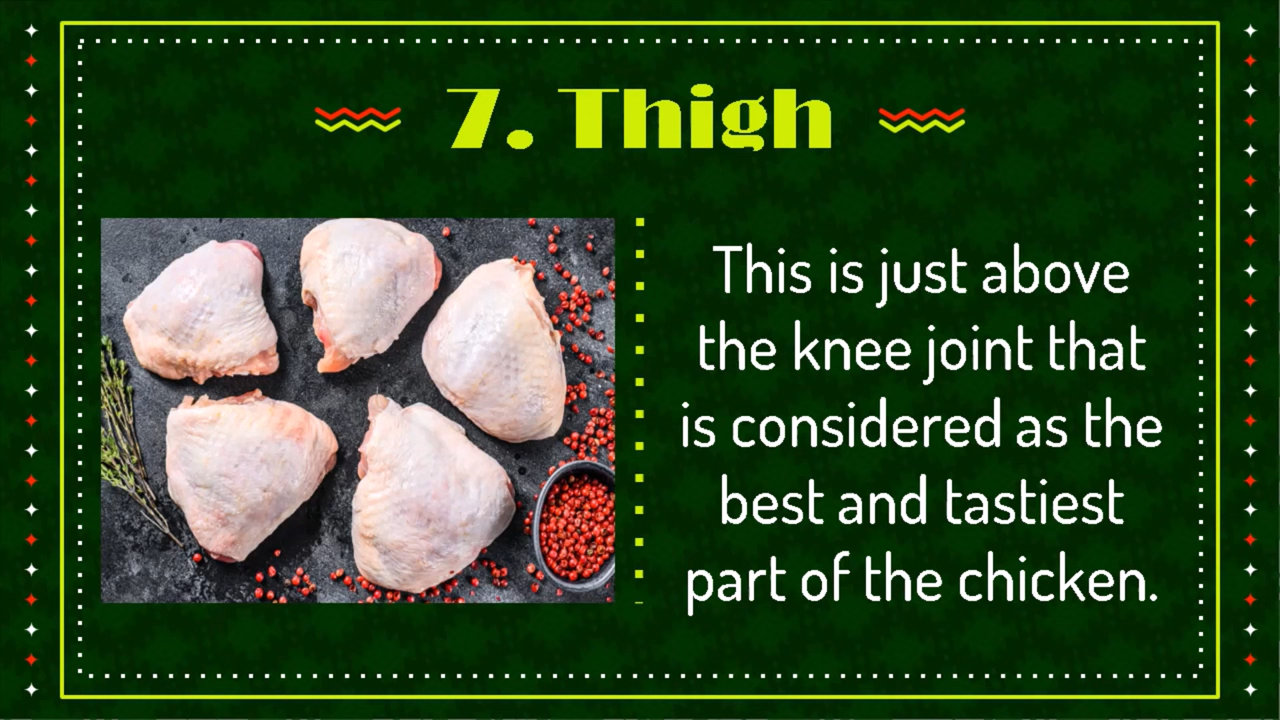 7. Thigh
This is just above
the knee joint that
is considered as the
best and tastiest
part of the chicken.